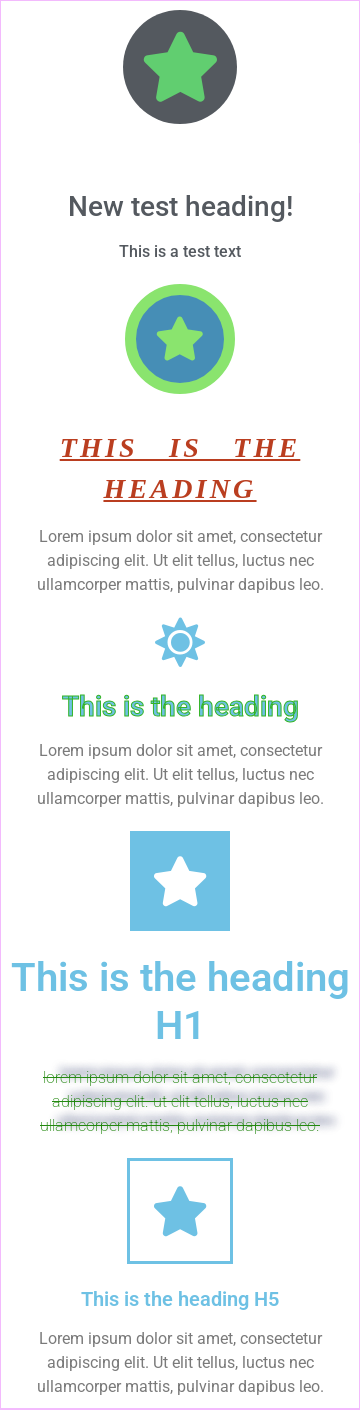 New test heading!
This is a test text
THIS IS THE
HEADING
Lorem ipsum dolor sit amet, consectetur
adipiscing elit. Ut elit tellus, luctus nec
ullamcorper mattis, pulvinar dapibus leo.
This is the heading
Lorem ipsum dolor sit amet, consectetur
adipiscing elit. Ut elit tellus, luctus nec
ullamcorper mattis, pulvinar dapibus leo.
This is the heading
H1
lorem ipsum dolor sit amet, consectetur
adipiscing elit. ut elit tellus, luctus nec
ullamcorper mattis, pulvinar dapibus leo.
This is the heading H5
Lorem ipsum dolor sit amet, consectetur
adipiscing elit. Ut elit tellus, luctus nec
ullamcorper mattis, pulvinar dapibus leo.